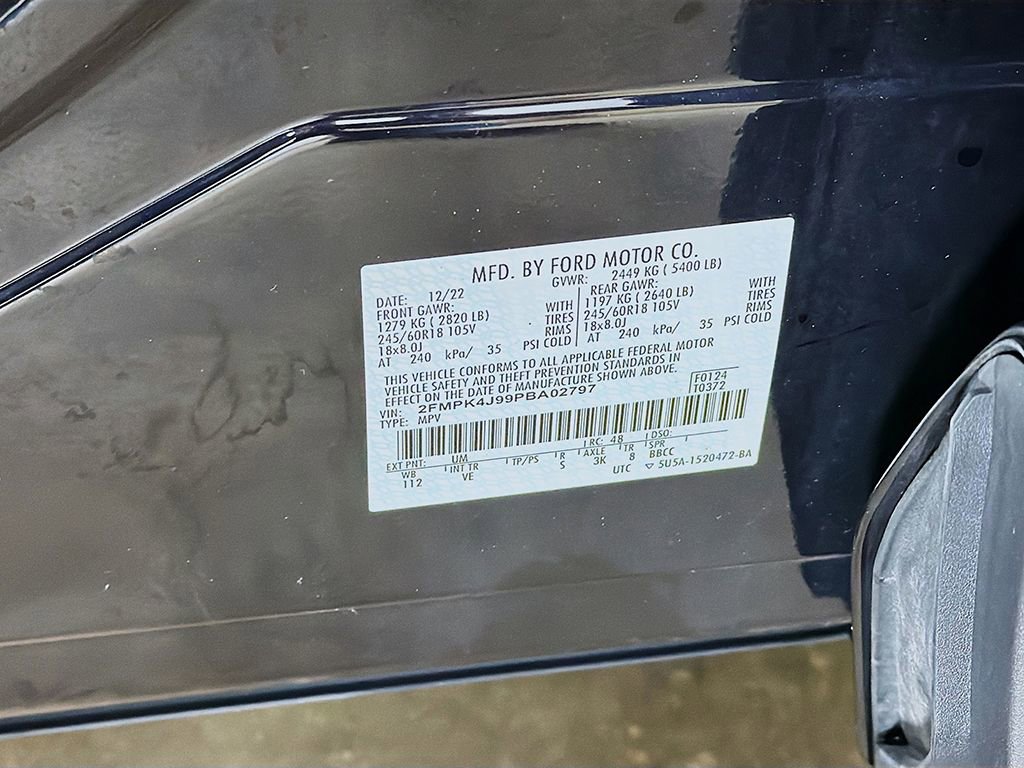 MFD. BY FORD MOTOR CO.
DATE: 12/22 GVWR: 2449 KG ( 5400 LB)
FRONT GAWR: WITH REAR GAWR: WITH
1279 KG ( 2820 LB) TIRES 1197 KG ( 2640 LB) TIRES
245/60R18 105V RIMS 245/60R18 105V RIMS
18x8.0J PSI COLD 18x8.0J PSI COLD
AT 240 kPa/ 35 AT 240 kPa/ 35
THIS VEHICLE CONFORMS TO ALL APPLICABLE FEDERAL MOTOR
VEHICLE SAFETY AND THEFT PREVENTION STANDARDS IN
EFFECT ON THE DATE OF MANUFACTURE SHOWN ABOVE.
VIN: 2FMPK4J99PBA02797 F0124
TYPE: MPV T0372
EXT PNT: UM RC: 48 DSO:
WB INT TR TP/PS R AXLE TR SPR
112 VE S 3K 8 BBCC
UTC ▽ 5U5A-1520472-BA